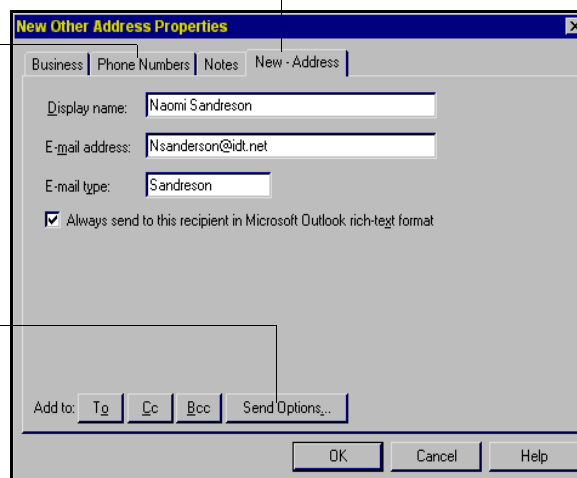 New Other Address Properties
Business Phone Numbers Notes New - Address
Display name: Naomi Sandreson
E-mail address: Nsanderson@idt.net
E-mail type: Sandreson
Always send to this recipient in Microsoft Outlook rich-text format
Add to: To Cc Bcc Send Options...
OK Cancel Help